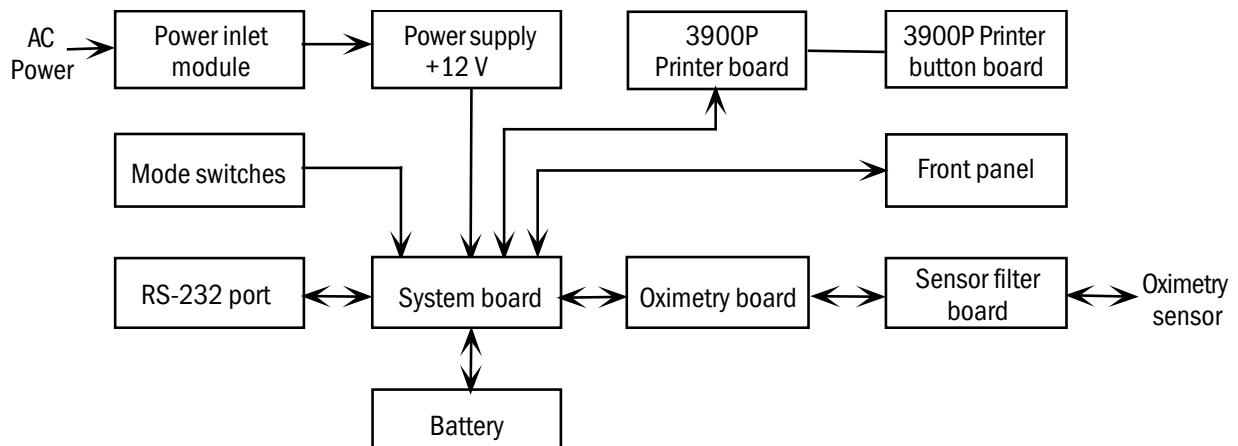 AC
Power
Power inlet
module
Power supply
+12 V
3900P
Printer board
3900P Printer
button board
Mode switches
Front panel
RS-232 port
System board
Oximetry board
Sensor filter
board
Oximetry
sensor
Battery